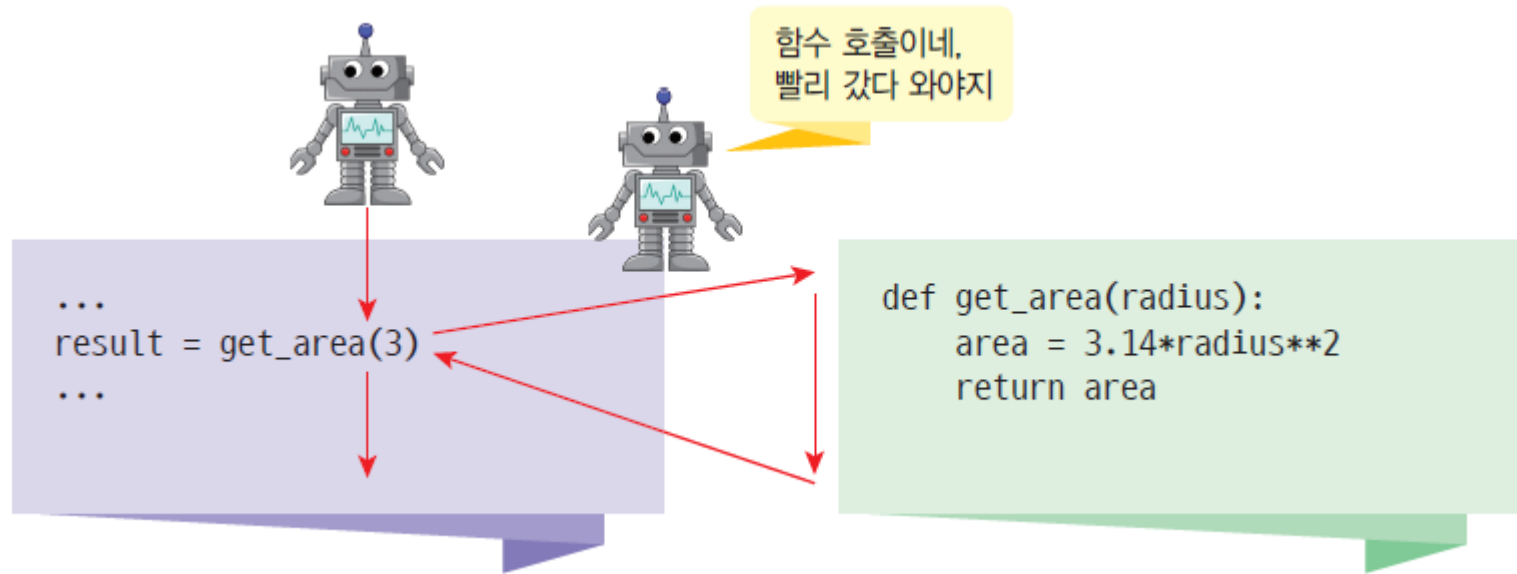 함수 호출이네,
빨리 갔다 와야지
...
result = get_area(3)
...
def get_area(radius):
    area = 3.14*radius**2
    return area